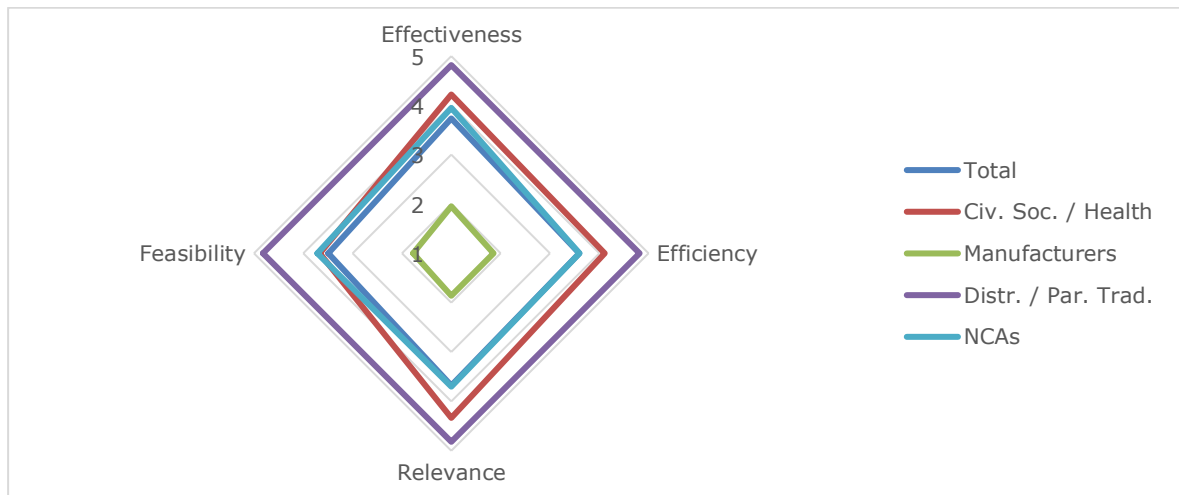 Effectiveness
5
4
3
2
1
Feasibility
Efficiency
Relevance
Total
Civ. Soc. / Health
Manufacturers
Distr. / Par. Trad.
NCAs